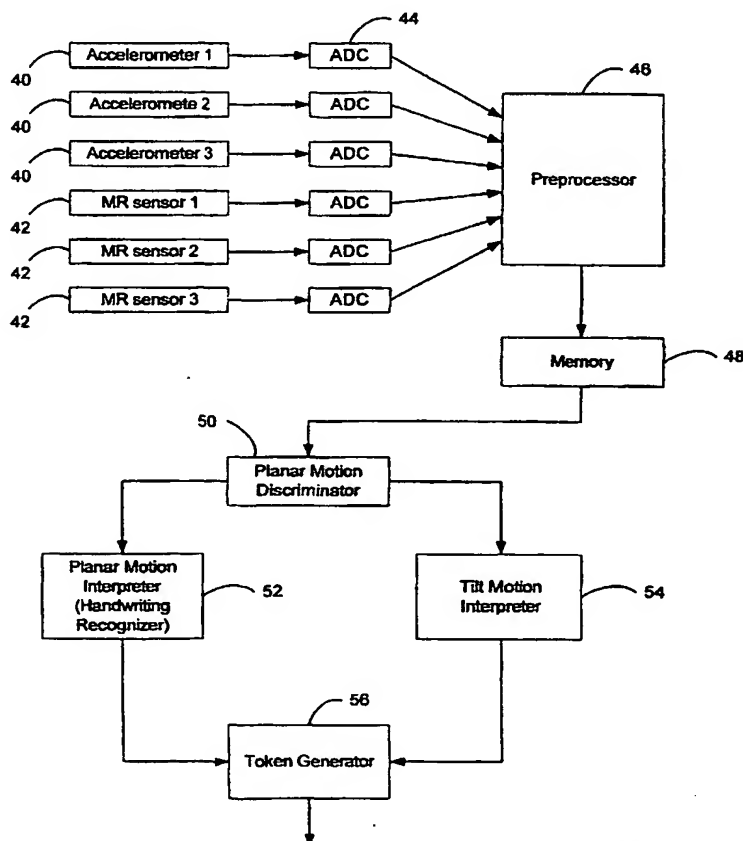 44
Accelerometer 1
ADC
46
40
Acceleromete 2
ADC
40
Accelerometer 3
ADC
Preprocessor
40
MR sensor 1
ADC
42
MR sensor 2
ADC
42
MR sensor 3
ADC
42
Memory
48
50
Planar Motion
Discriminator
Planar Motion
Interpreter
(Handwriting
Recognizer)
52
Tilt Motion
Interpreter
54
56
Token Generator